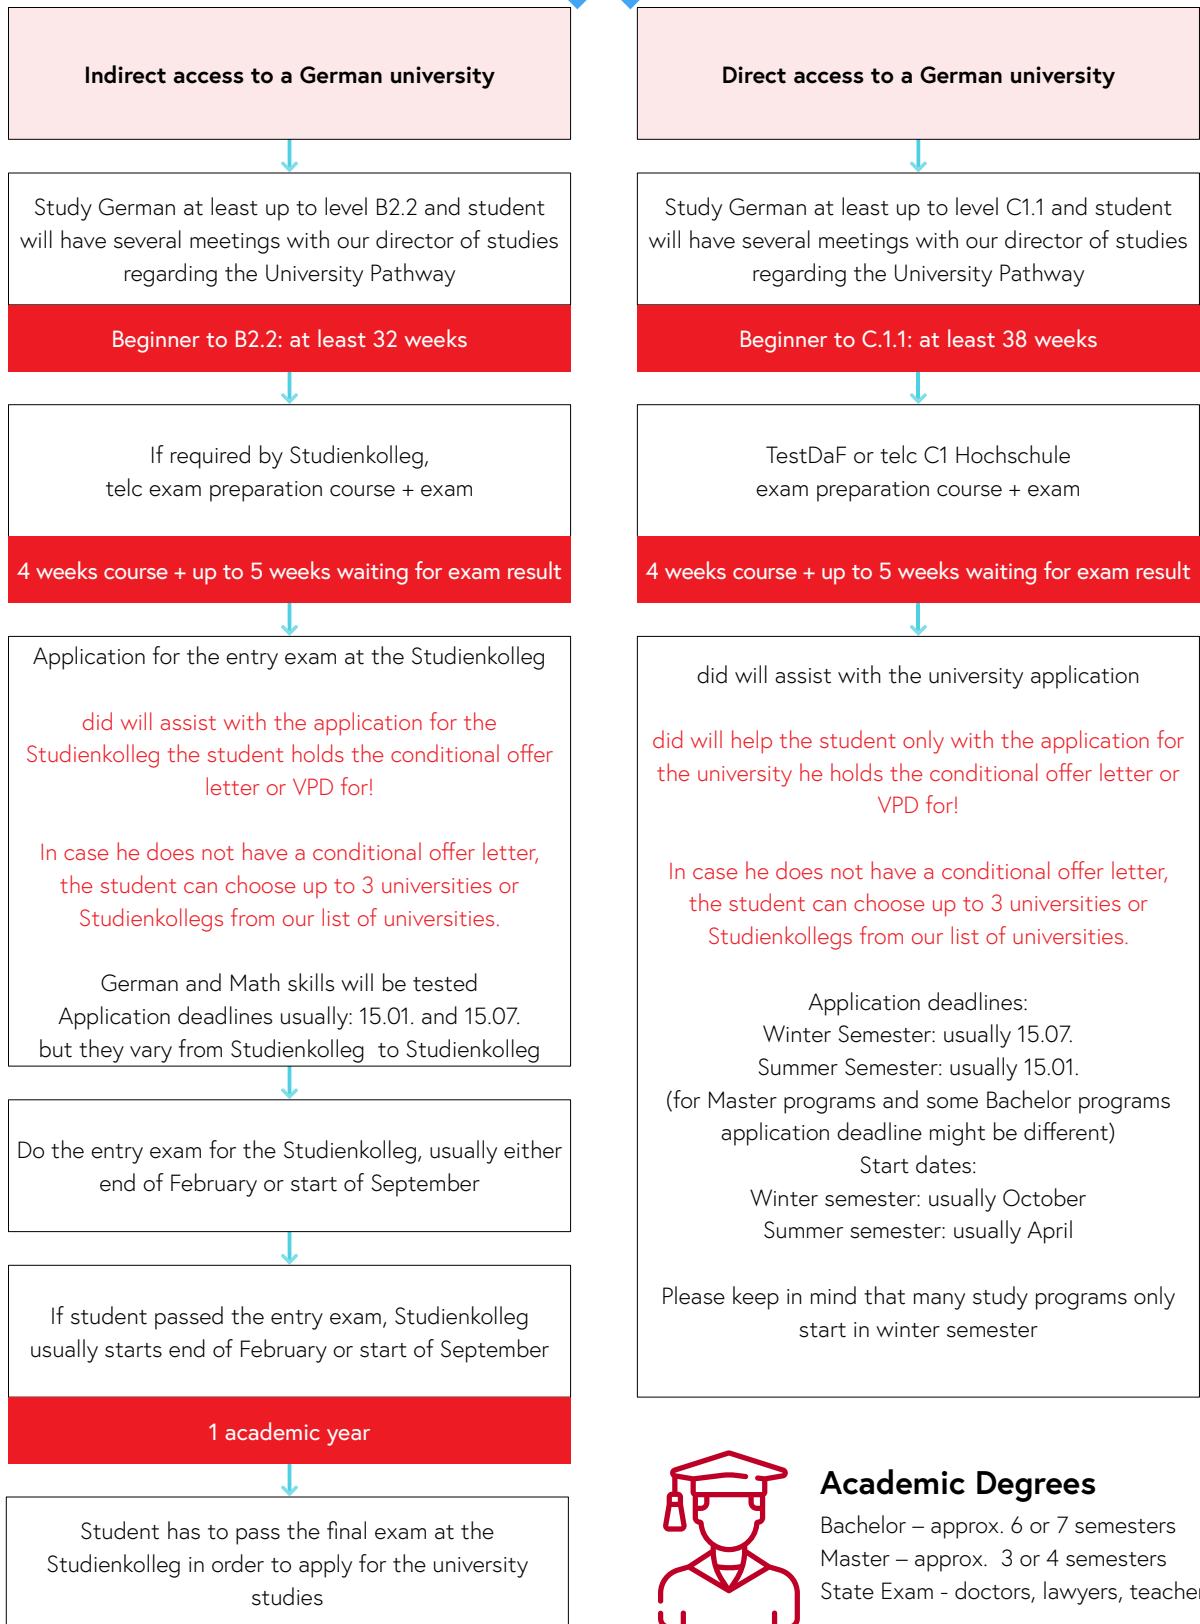 Indirect access to a German university
Study German at least up to level B2.2 and student
will have several meetings with our director of studies
regarding the University Pathway
Beginner to B2.2: at least 32 weeks
If required by Studienkolleg,
telc exam preparation course + exam
4 weeks course + up to 5 weeks waiting for exam result
Application for the entry exam at the Studienkolleg
did will assist with the application for the
Studienkolleg the student holds the conditional offer
letter or VPD for!
In case he does not have a conditional offer letter,
the student can choose up to 3 universities or
Studienkollegs from our list of universities.
German and Math skills will be tested
Application deadlines usually: 15.01. and 15.07.
but they vary from Studienkolleg to Studienkolleg
Do the entry exam for the Studienkolleg, usually either
end of February or start of September
If student passed the entry exam, Studienkolleg
usually starts end of February or start of September
1 academic year
Student has to pass the final exam at the
Studienkolleg in order to apply for the university
studies
Direct access to a German university
Study German at least up to level C1.1 and student
will have several meetings with our director of studies
regarding the University Pathway
Beginner to C.1.1: at least 38 weeks
TestDaF or telc C1 Hochschule
exam preparation course + exam
4 weeks course + up to 5 weeks waiting for exam result
did will assist with the university application
did will help the student only with the application for
the university he holds the conditional offer letter or
VPD for!
In case he does not have a conditional offer letter,
the student can choose up to 3 universities or
Studienkollegs from our list of universities.
Application deadlines:
Winter Semester: usually 15.07.
Summer Semester: usually 15.01.
(for Master programs and some Bachelor programs
application deadline might be different)
Start dates:
Winter semester: usually October
Summer semester: usually April
Please keep in mind that many study programs only
start in winter semester
Academic Degrees
Bachelor – approx. 6 or 7 semesters
Master – approx. 3 or 4 semesters
State Exam - doctors, lawyers,